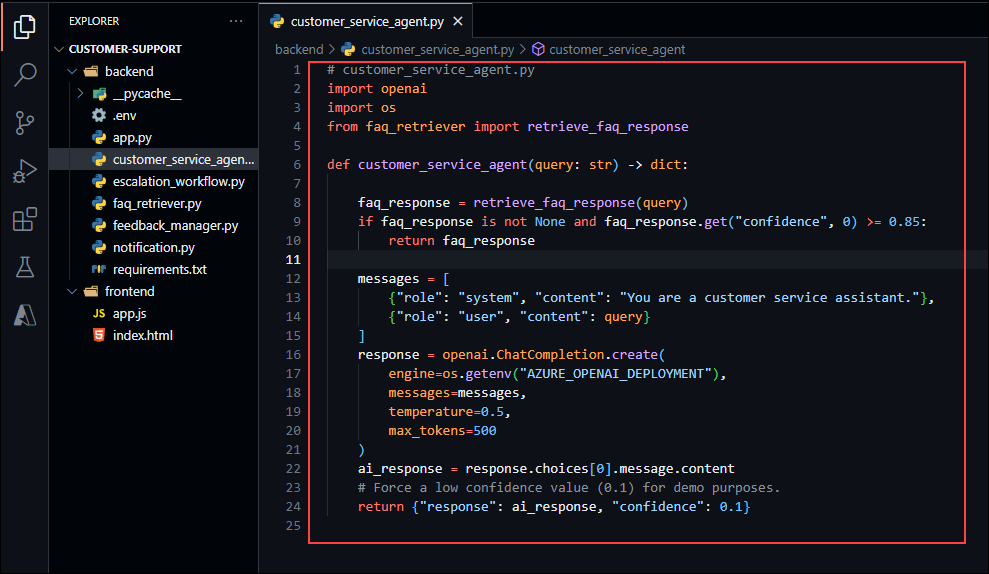 EXPLORER
...
CUSTOMER-SUPPORT
backend
__pycache__
.env
app.py
customer_service_agen...
escalation_workflow.py
faq_retriever.py
feedback_manager.py
notification.py
requirements.txt
frontend
JS app.js
index.html
customer_service_agent.py
backend > customer_service_agent.py > customer_service_agent
1 # customer_service_agent.py
2 import openai
3 import os
4 from faq_retriever import retrieve_faq_response
5
6 def customer_service_agent(query: str) -> dict:
7
8     faq_response = retrieve_faq_response(query)
9     if faq_response is not None and faq_response.get("confidence", 0) >= 0.85:
10         return faq_response
11
12     messages = [
13         {"role": "system", "content": "You are a customer service assistant."},
14         {"role": "user", "content": query}
15     ]
16     response = openai.ChatCompletion.create(
17         engine=os.getenv("AZURE_OPENAI_DEPLOYMENT"),
18         messages=messages,
19         temperature=0.5,
20         max_tokens=500
21     )
22     ai_response = response.choices[0].message.content
23     # Force a low confidence value (0.1) for demo purposes.
24     return {"response": ai_response, "confidence": 0.1}
25